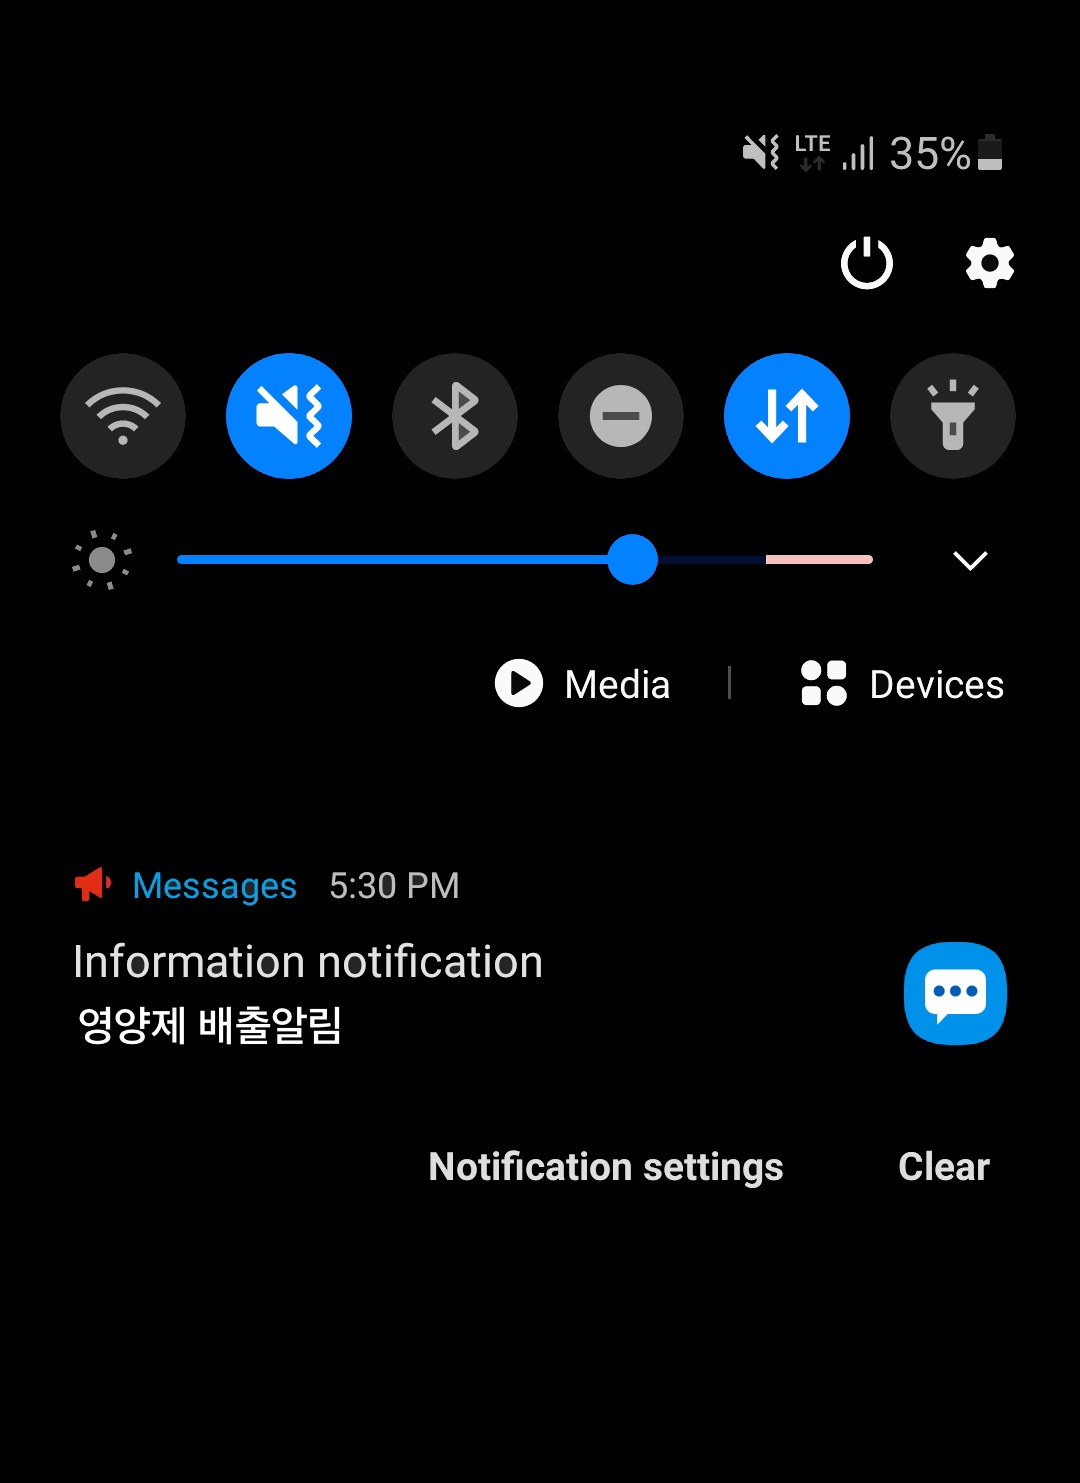 LTE 35%
Media | Devices
Messages 5:30 PM
Information notification
영양제 배출알림
Notification settings Clear